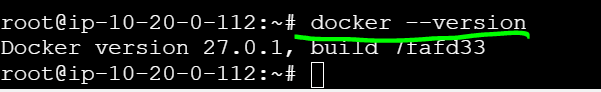 root@ip-10-20-0-112:~# docker --version
Docker version 27.0.1, build 7fafd33
root@ip-10-20-0-112:~#